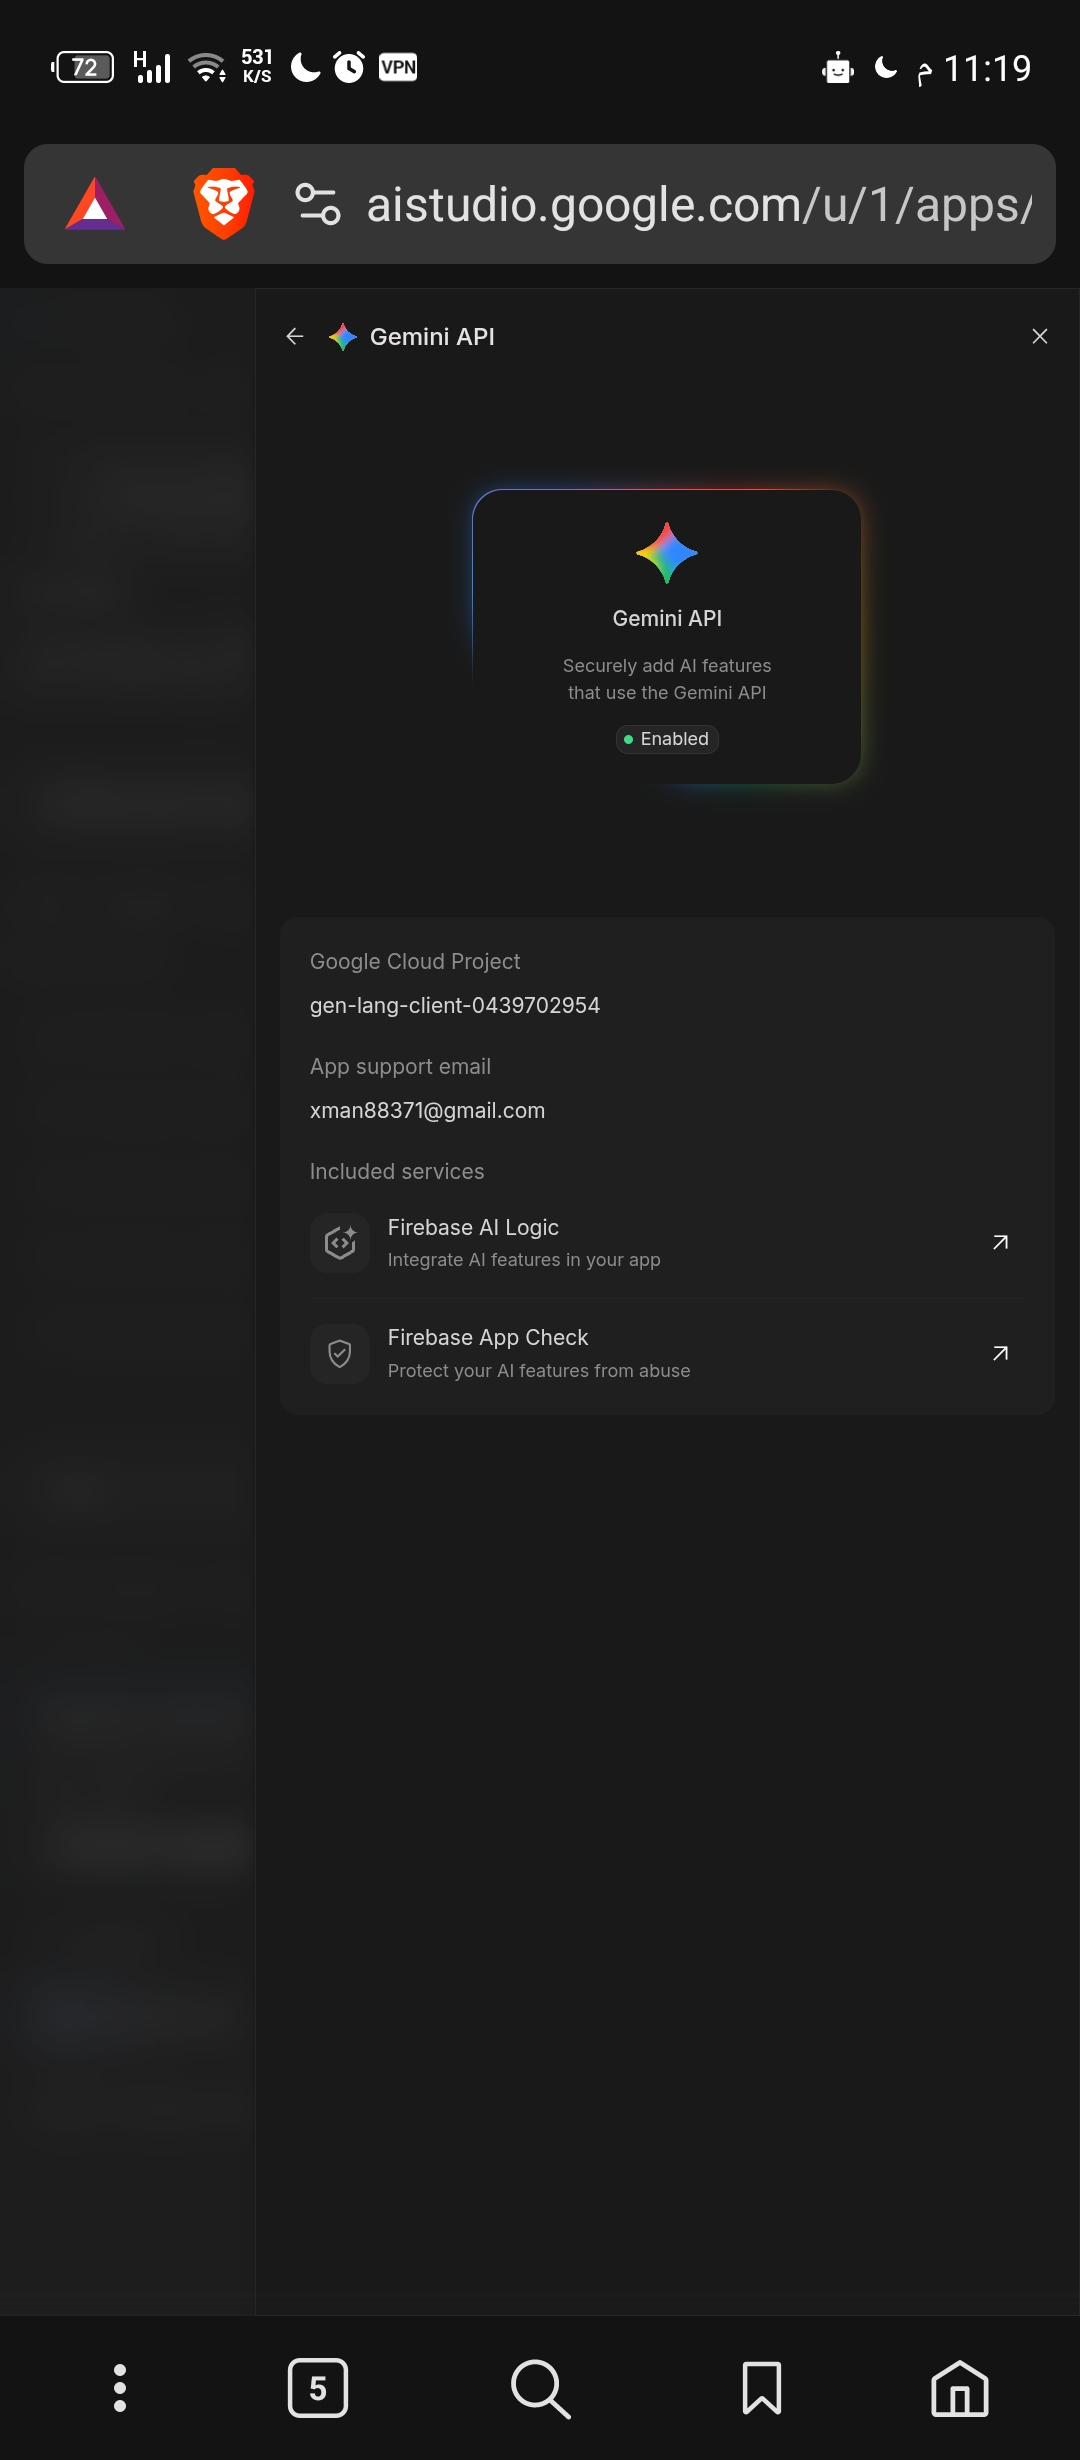 72
H
531
K/S
VPN
م 11:19
aistudio.google.com/u/1/apps/
Gemini API
Gemini API
Securely add AI features
that use the Gemini API
Enabled
Google Cloud Project
gen-lang-client-0439702954
App support email
xman88371@gmail.com
Included services
Firebase AI Logic
Integrate AI features in your app
Firebase App Check
Protect your AI features from abuse
5